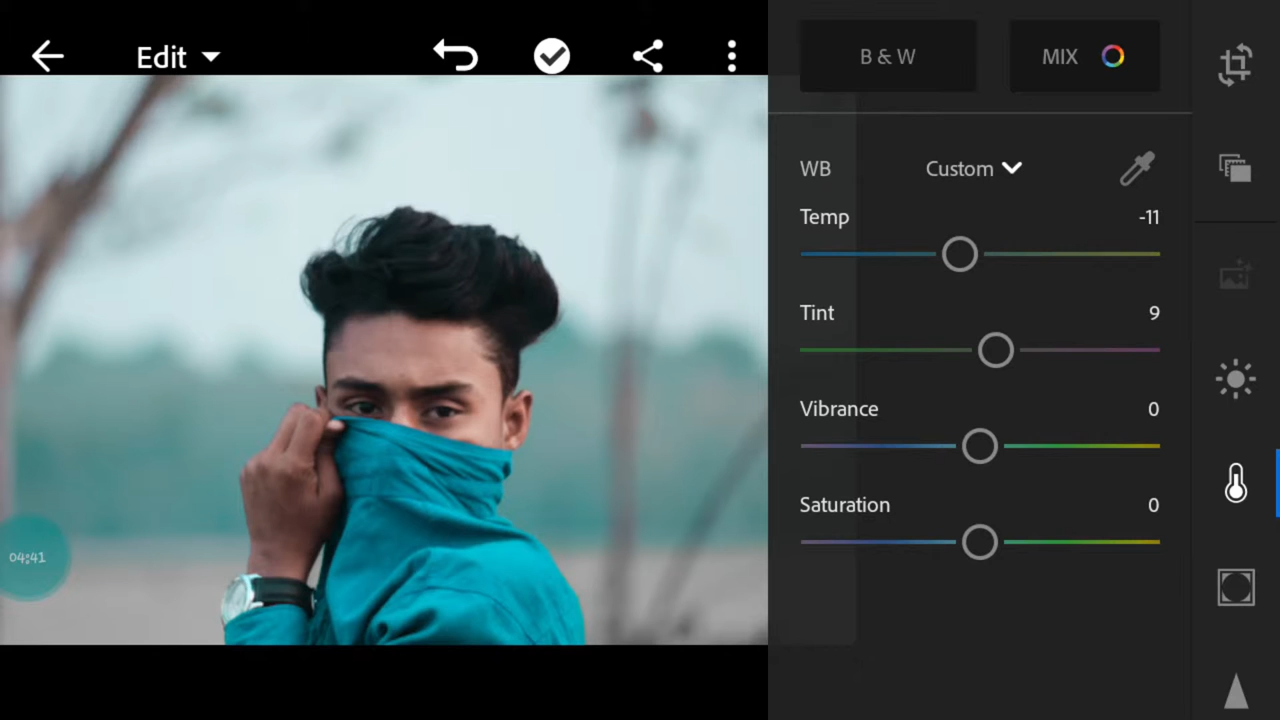 Edit
B & W
MIX
WB
Custom
Temp
-11
Tint
9
Vibrance
0
Saturation
0
04:41